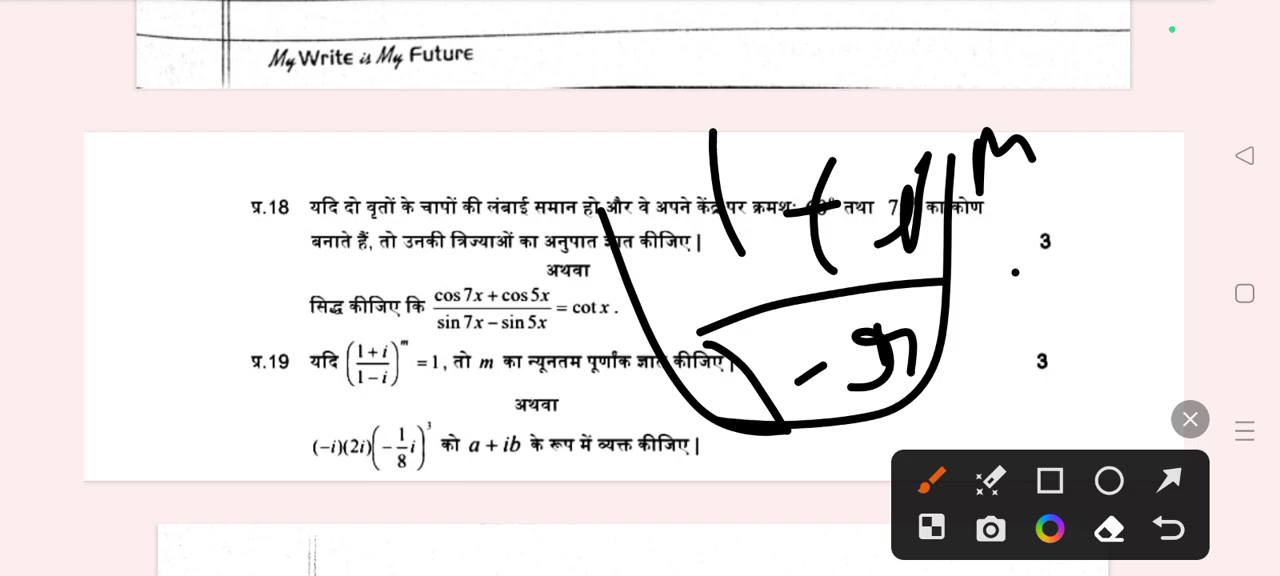 My Write is My Future
प्र.18 यदि दो वृतों के चापों की लंबाई समान हो और वे अपने केंद्र पर क्रमशः तथा का कोण
बनाते हैं, तो उनकी त्रिज्याओं का अनुपात ज्ञात कीजिए|
3
अथवा
सिद्ध कीजिए कि (cos 7x + cos 5x)/(sin 7x − sin 5x) = cot x .
प्र.19 यदि ((1+i)/(1−i))^m = 1, तो m का न्यूनतम पूर्णांक ज्ञात कीजिए|
3
अथवा
(−i)(2i)(−(1/8)i)^3 को a + ib के रूप में व्यक्त कीजिए|